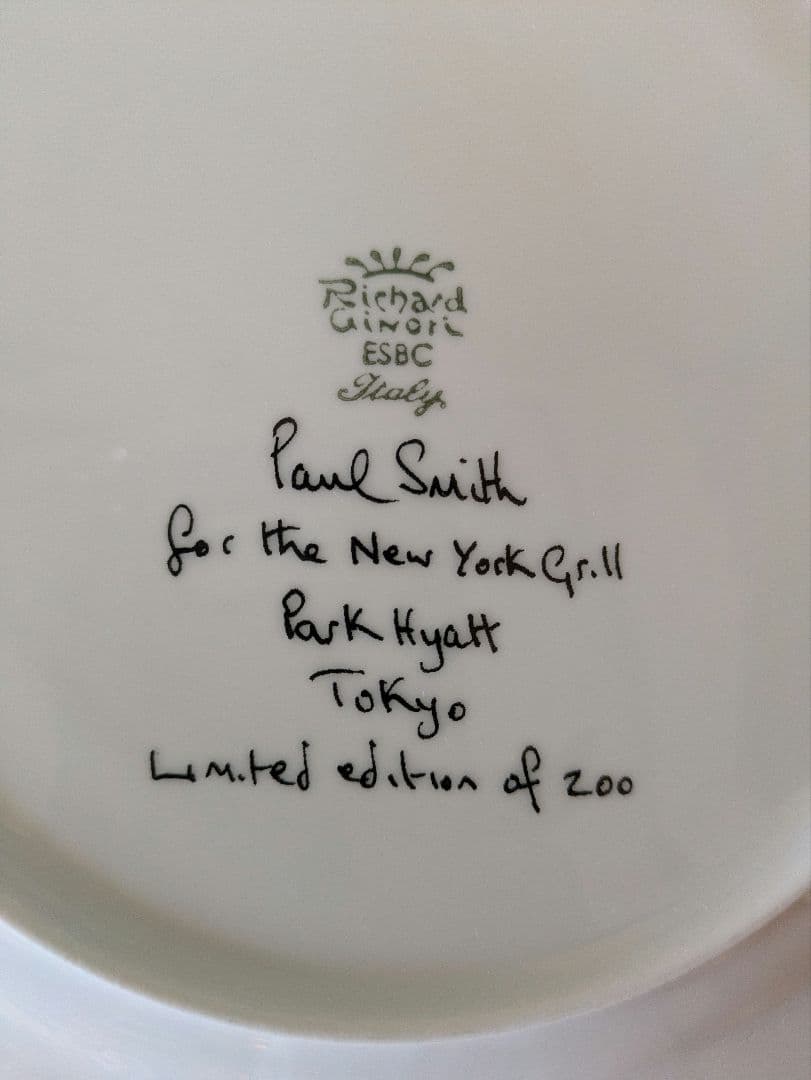 Richard
Ginori
ESBC
Italy
Paul Smith
for the New York Grill
Park Hyatt
Tokyo
Limited edition of 200